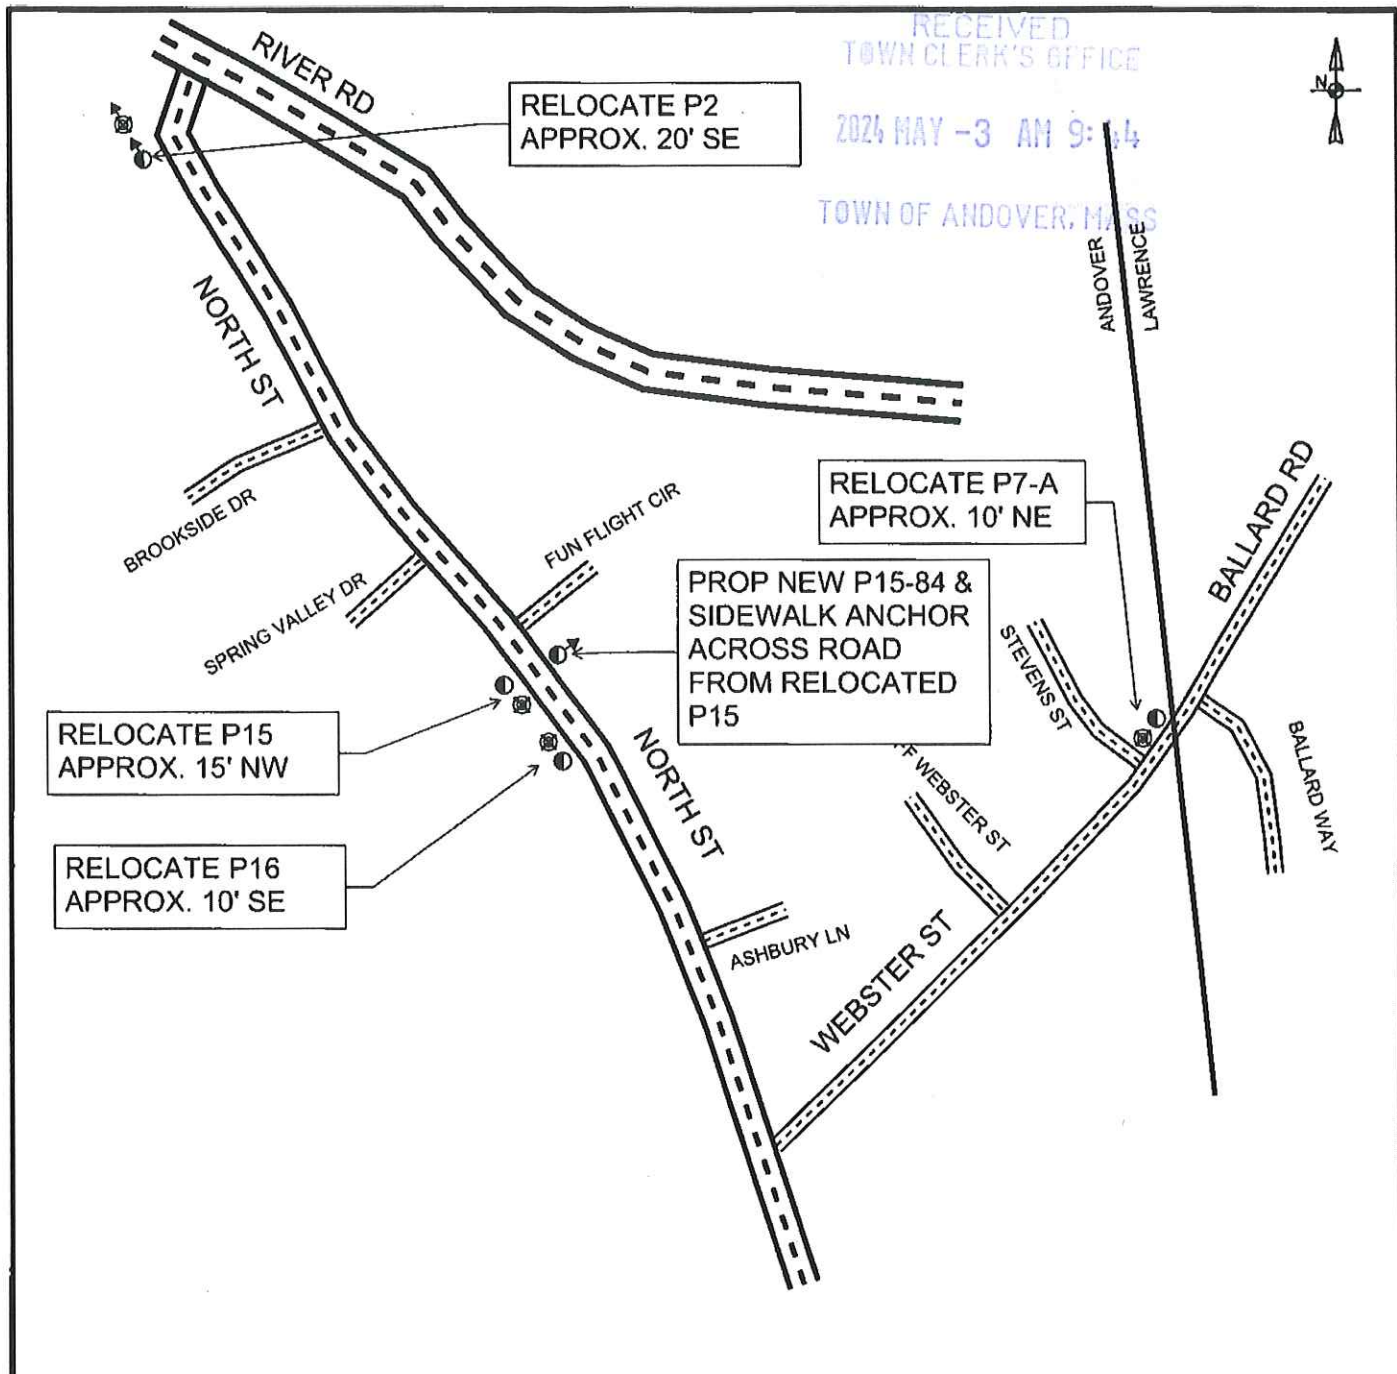 RECEIVED
TOWN CLERK'S OFFICE
2024 MAY -3 AM 9:44
TOWN OF ANDOVER, MASS
N
RIVER RD
RELOCATE P2
APPROX. 20' SE
ANDOVER
LAWRENCE
NORTH ST
BROOKSIDE DR
SPRING VALLEY DR
FUN FLIGHT CIR
RELOCATE P7-A
APPROX. 10' NE
BALLARD RD
PROP NEW P15-84 &
SIDEWALK ANCHOR
ACROSS ROAD
FROM RELOCATED
P15
STEVENS ST
BALLARD WAY
RELOCATE P15
APPROX. 15' NW
NORTH ST
WEBSTER ST
RELOCATE P16
APPROX. 10' SE
ASHBURY LN
WEBSTER ST